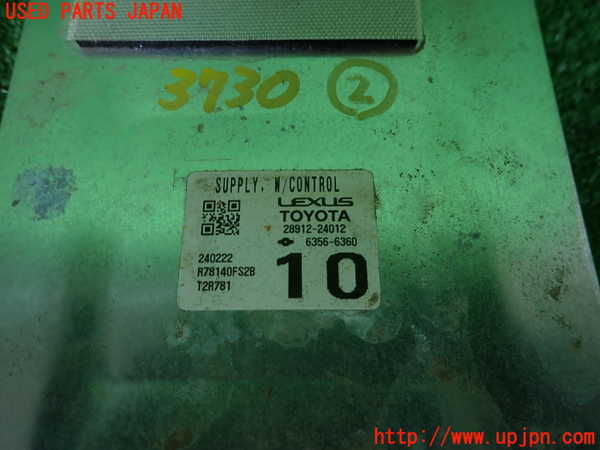 USED PARTS JAPAN
3730 2
SUPPLY, W/CONTROL
LEXUS
TOYOTA
28912-24012
6356-6360
240222
R78140FS2B
T2R781
10
http://www.upjpn.com